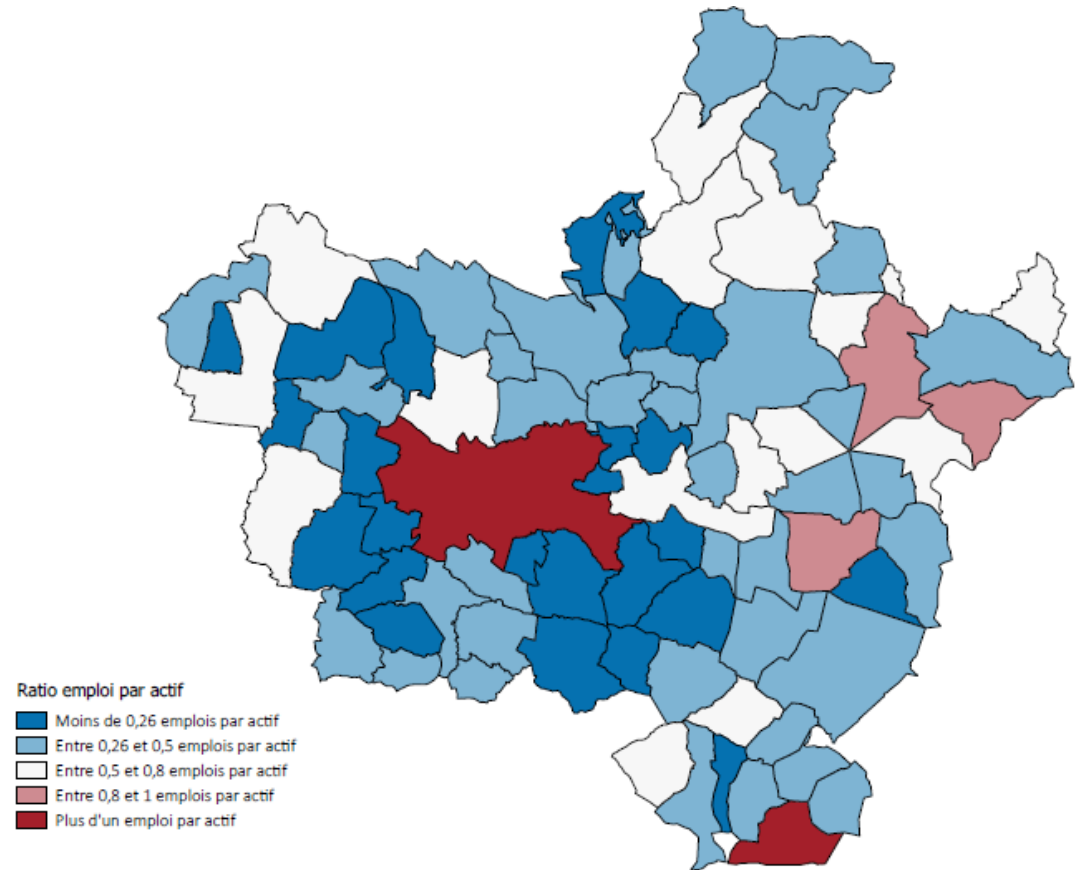 Ratio emploi par actif
Moins de 0,26 emplois par actif
Entre 0,26 et 0,5 emplois par actif
Entre 0,5 et 0,8 emplois par actif
Entre 0,8 et 1 emplois par actif
Plus d'un emploi par actif